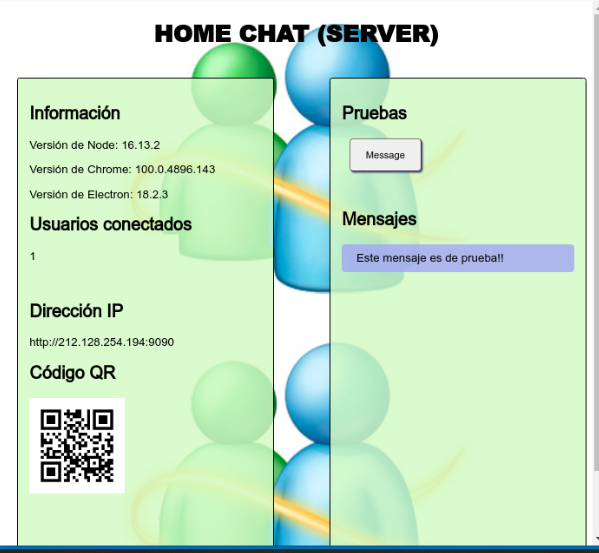 HOME CHAT (SERVER)
Información
Versión de Node: 16.13.2
Versión de Chrome: 100.0.4896.143
Versión de Electron: 18.2.3
Usuarios conectados
1
Dirección IP
http://212.128.254.194:9090
Código QR
Pruebas
Message
Mensajes
Este mensaje es de prueba!!